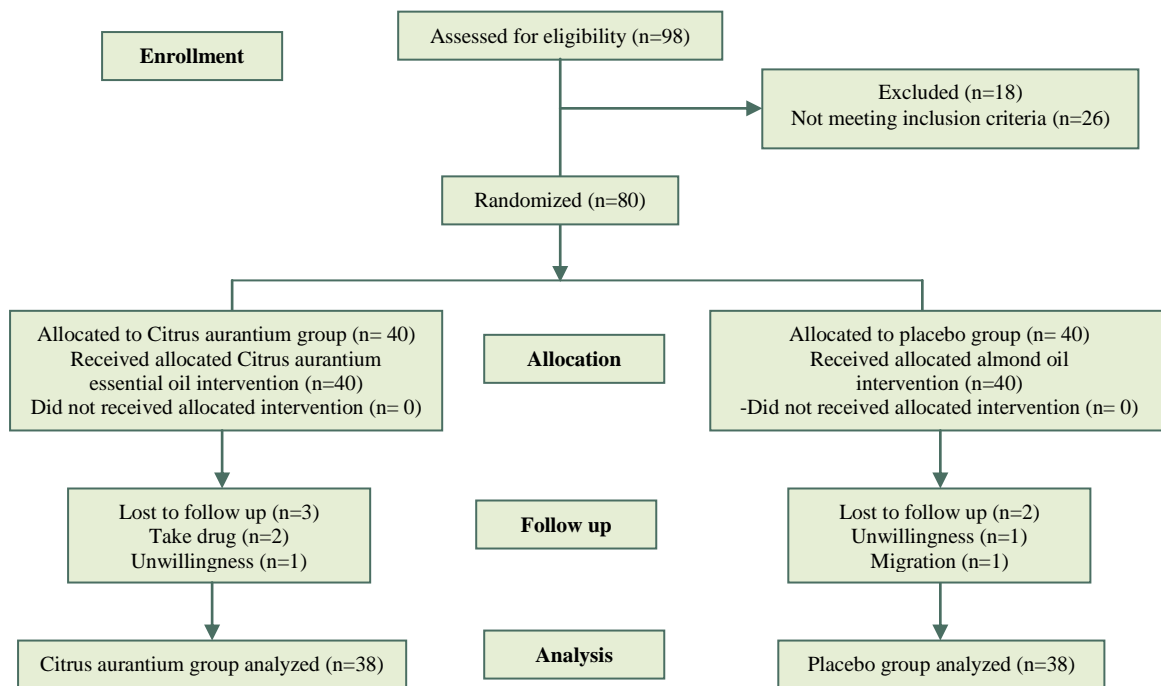 Enrollment
Assessed for eligibility (n=98)
Excluded (n=18)
Not meeting inclusion criteria (n=26)
Randomized (n=80)
Allocated to Citrus aurantium group (n= 40)
Received allocated Citrus aurantium
essential oil intervention (n=40)
Did not received allocated intervention (n= 0)
Allocation
Allocated to placebo group (n= 40)
Received allocated almond oil
intervention (n=40)
-Did not received allocated intervention (n= 0)
Lost to follow up (n=3)
Take drug (n=2)
Unwillingness (n=1)
Follow up
Lost to follow up (n=2)
Unwillingness (n=1)
Migration (n=1)
Citrus aurantium group analyzed (n=38)
Analysis
Placebo group analyzed (n=38)